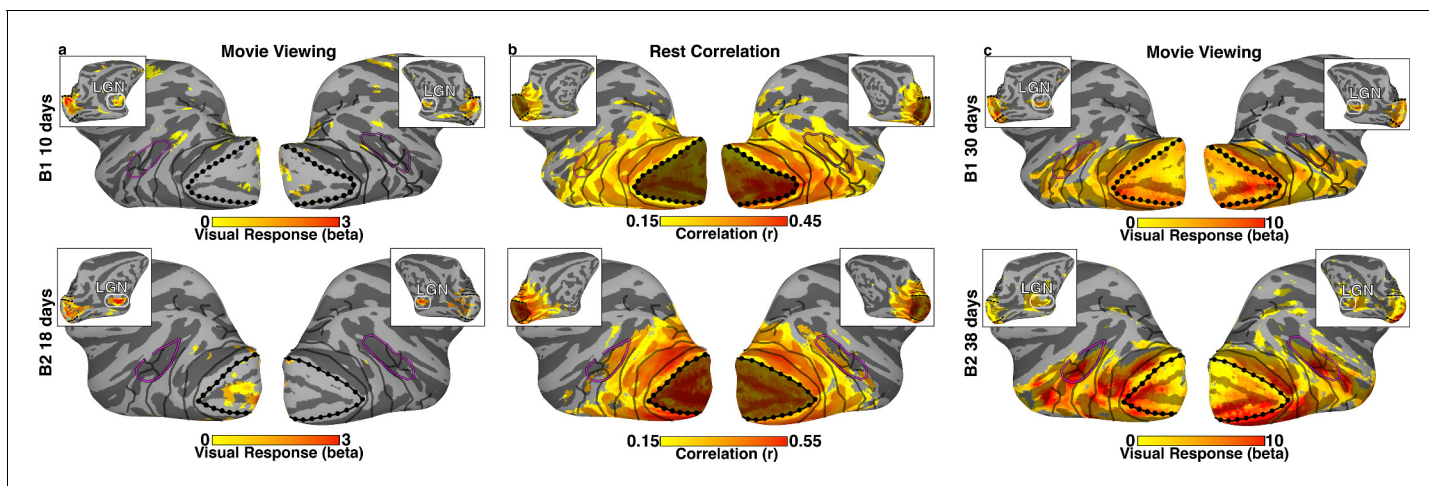 a
Movie Viewing
LGN
LGN
B1 10 days
0
3
Visual Response (beta)
b
Rest Correlation
0.15
0.45
Correlation (r)
c
Movie Viewing
LGN
LGN
B1 30 days
0
10
Visual Response (beta)
LGN
LGN
B2 18 days
0
3
Visual Response (beta)
0.15
0.55
Correlation (r)
LGN
LGN
B2 38 days
0
10
Visual Response (beta)